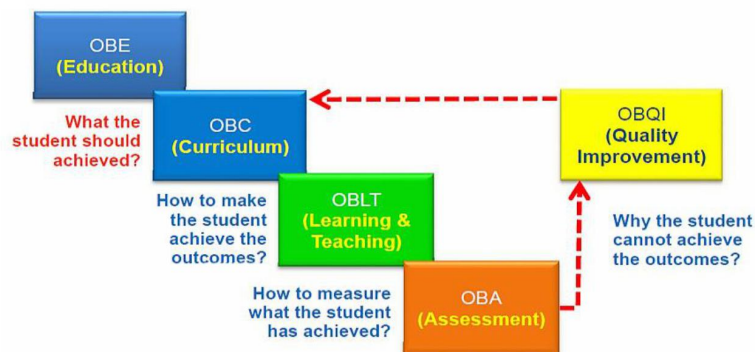 OBE
(Education)
What the
student should
achieved?
OBC
(Curriculum)
OBQI
(Quality
Improvement)
How to make
the student
achieve the
outcomes?
OBLT
(Learning &
Teaching)
Why the student
cannot achieve
the outcomes?
How to measure
what the student
has achieved?
OBA
(Assessment)